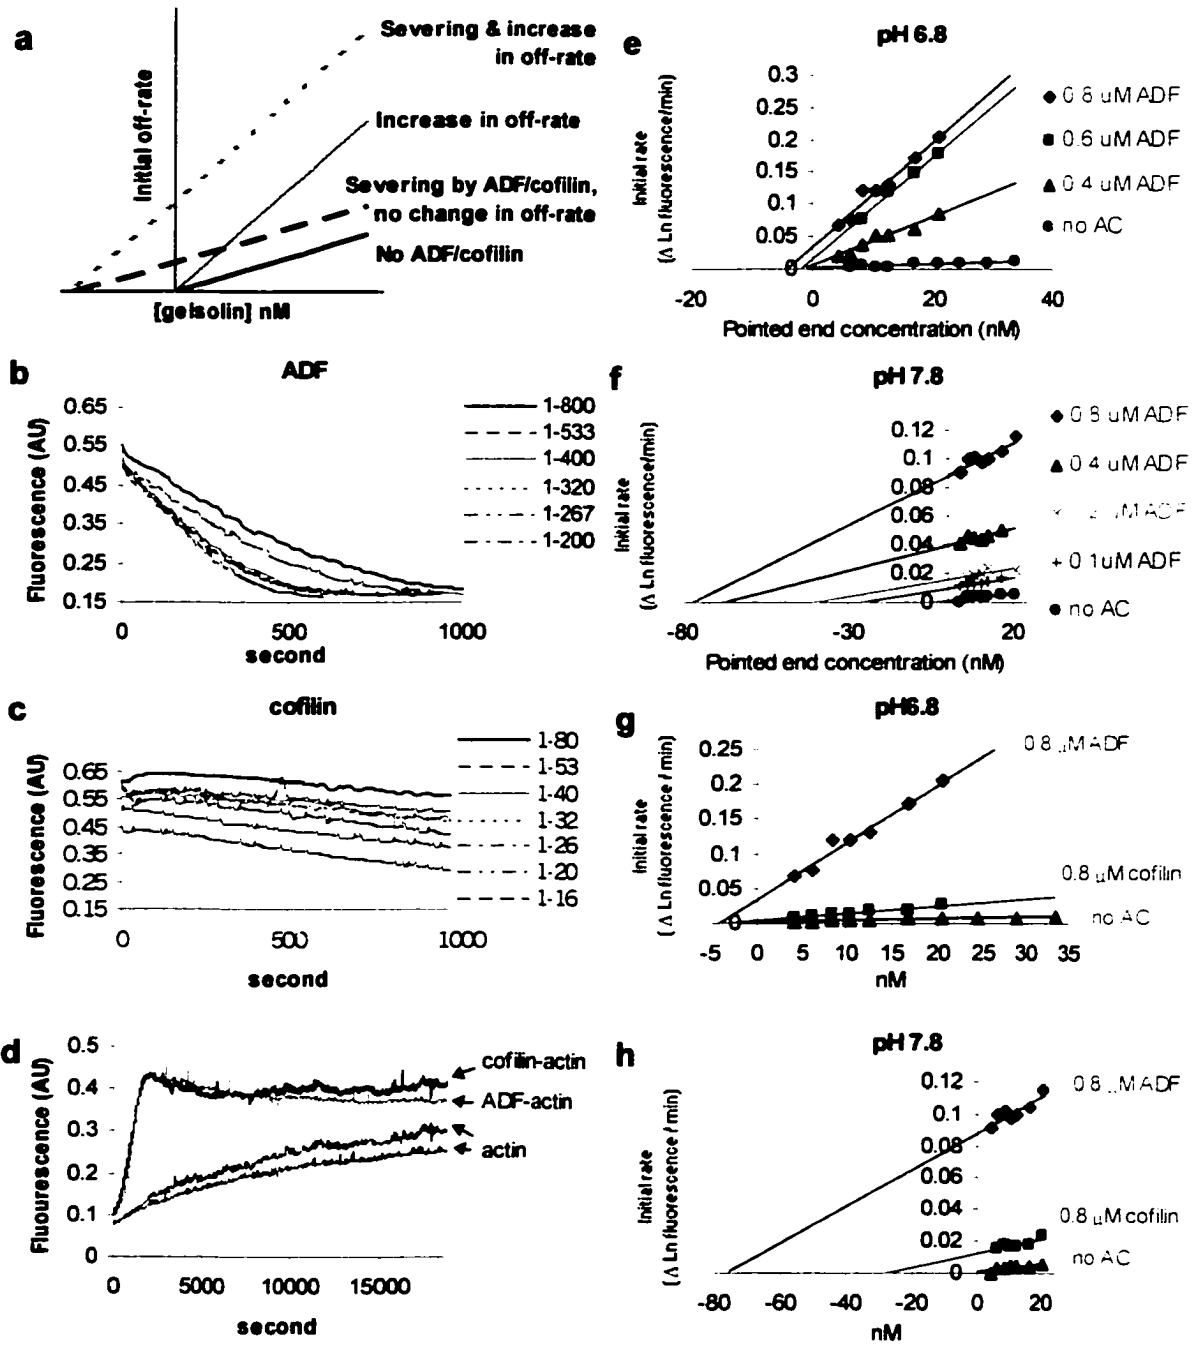 a
Severing & increase
in off-rate
Initial off-rate
Increase in off-rate
Severing by ADF/cofilin,
no change in off-rate
No ADF/cofilin
[gelsolin] nM
b
ADF
Fluorescence (AU)
0.65
0.55
0.45
0.35
0.25
0.15
0
500
1000
second
1-800
1-533
1-400
1-320
1-267
1-200
c
cofilin
Fluorescence (AU)
0.65
0.55
0.45
0.35
0.25
0.15
0
500
1000
second
1-80
1-53
1-40
1-32
1-26
1-20
1-16
d
Fluourescence (AU)
0.5
0.4
0.3
0.2
0.1
0
0
5000
10000
15000
second
cofilin-actin
ADF-actin
actin
e
pH 6.8
Initial rate
(Δ Ln fluorescence/min)
0.3
0.25
0.2
0.15
0.1
0.05
0
-20
0
20
40
Pointed end concentration (nM)
0.8 uM ADF
0.6 uM ADF
0.4 uM ADF
no AC
f
pH 7.8
Initial rate
(Δ Ln fluorescence/min)
0.12
0.1
0.08
0.06
0.04
0.02
0
-80
-30
20
Pointed end concentration (nM)
0.8 uM ADF
0.4 uM ADF
uM ADF
+ 0.1uM ADF
no AC
g
pH6.8
Initial rate
(Δ Ln fluorescence / min)
0.25
0.2
0.15
0.1
0.05
0
-5
0
5
10
15
20
25
30
35
nM
0.8 μM ADF
0.8 μM cofilin
no AC
h
pH 7.8
Initial rate
(Δ Ln fluorescence / min)
0.12
0.1
0.08
0.06
0.04
0.02
0
-80
-60
-40
-20
0
20
nM
0.8 μM ADF
0.8 μM cofilin
no AC